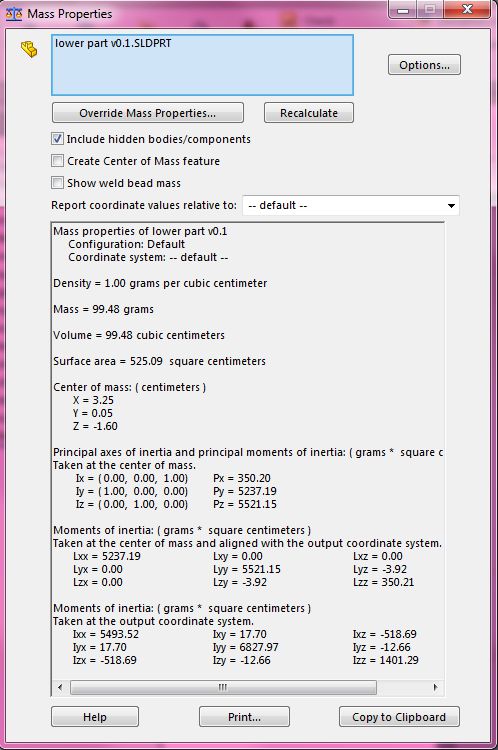 Mass Properties
lower part v0.1.SLDPRT
Options...
Override Mass Properties...
Recalculate
Include hidden bodies/components
Create Center of Mass feature
Show weld bead mass
Report coordinate values relative to: -- default --
Mass properties of lower part v0.1
Configuration: Default
Coordinate system: -- default --
Density = 1.00 grams per cubic centimeter
Mass = 99.48 grams
Volume = 99.48 cubic centimeters
Surface area = 525.09 square centimeters
Center of mass: ( centimeters )
X = 3.25
Y = 0.05
Z = -1.60
Principal axes of inertia and principal moments of inertia: ( grams * square c
Taken at the center of mass.
Ix = ( 0.00, 0.00, 1.00) Px = 350.20
Iy = ( 1.00, 0.00, 0.00) Py = 5237.19
Iz = ( 0.00, 1.00, 0.00) Pz = 5521.15
Moments of inertia: ( grams * square centimeters )
Taken at the center of mass and aligned with the output coordinate system.
Lxx = 5237.19 Lxy = 0.00 Lxz = 0.00
Lyx = 0.00 Lyy = 5521.15 Lyz = -3.92
Lzx = 0.00 Lzy = -3.92 Lzz = 350.21
Moments of inertia: ( grams * square centimeters )
Taken at the output coordinate system.
Ixx = 5493.52 Ixy = 17.70 Ixz = -518.69
Iyx = 17.70 Iyy = 6827.97 Iyz = -12.66
Izx = -518.69 Izy = -12.66 Izz = 1401.29
Help
Print...
Copy to Clipboard